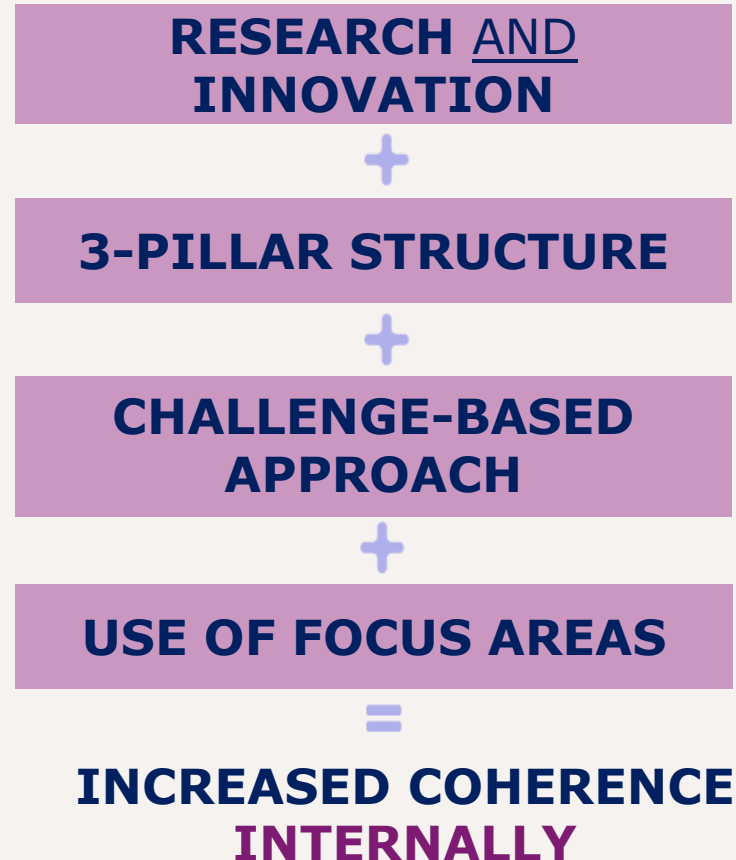 RESEARCH AND
INNOVATION
+
3-PILLAR STRUCTURE
+
CHALLENGE-BASED
APPROACH
+
USE OF FOCUS AREAS
=
INCREASED COHERENCE
INTERNALLY